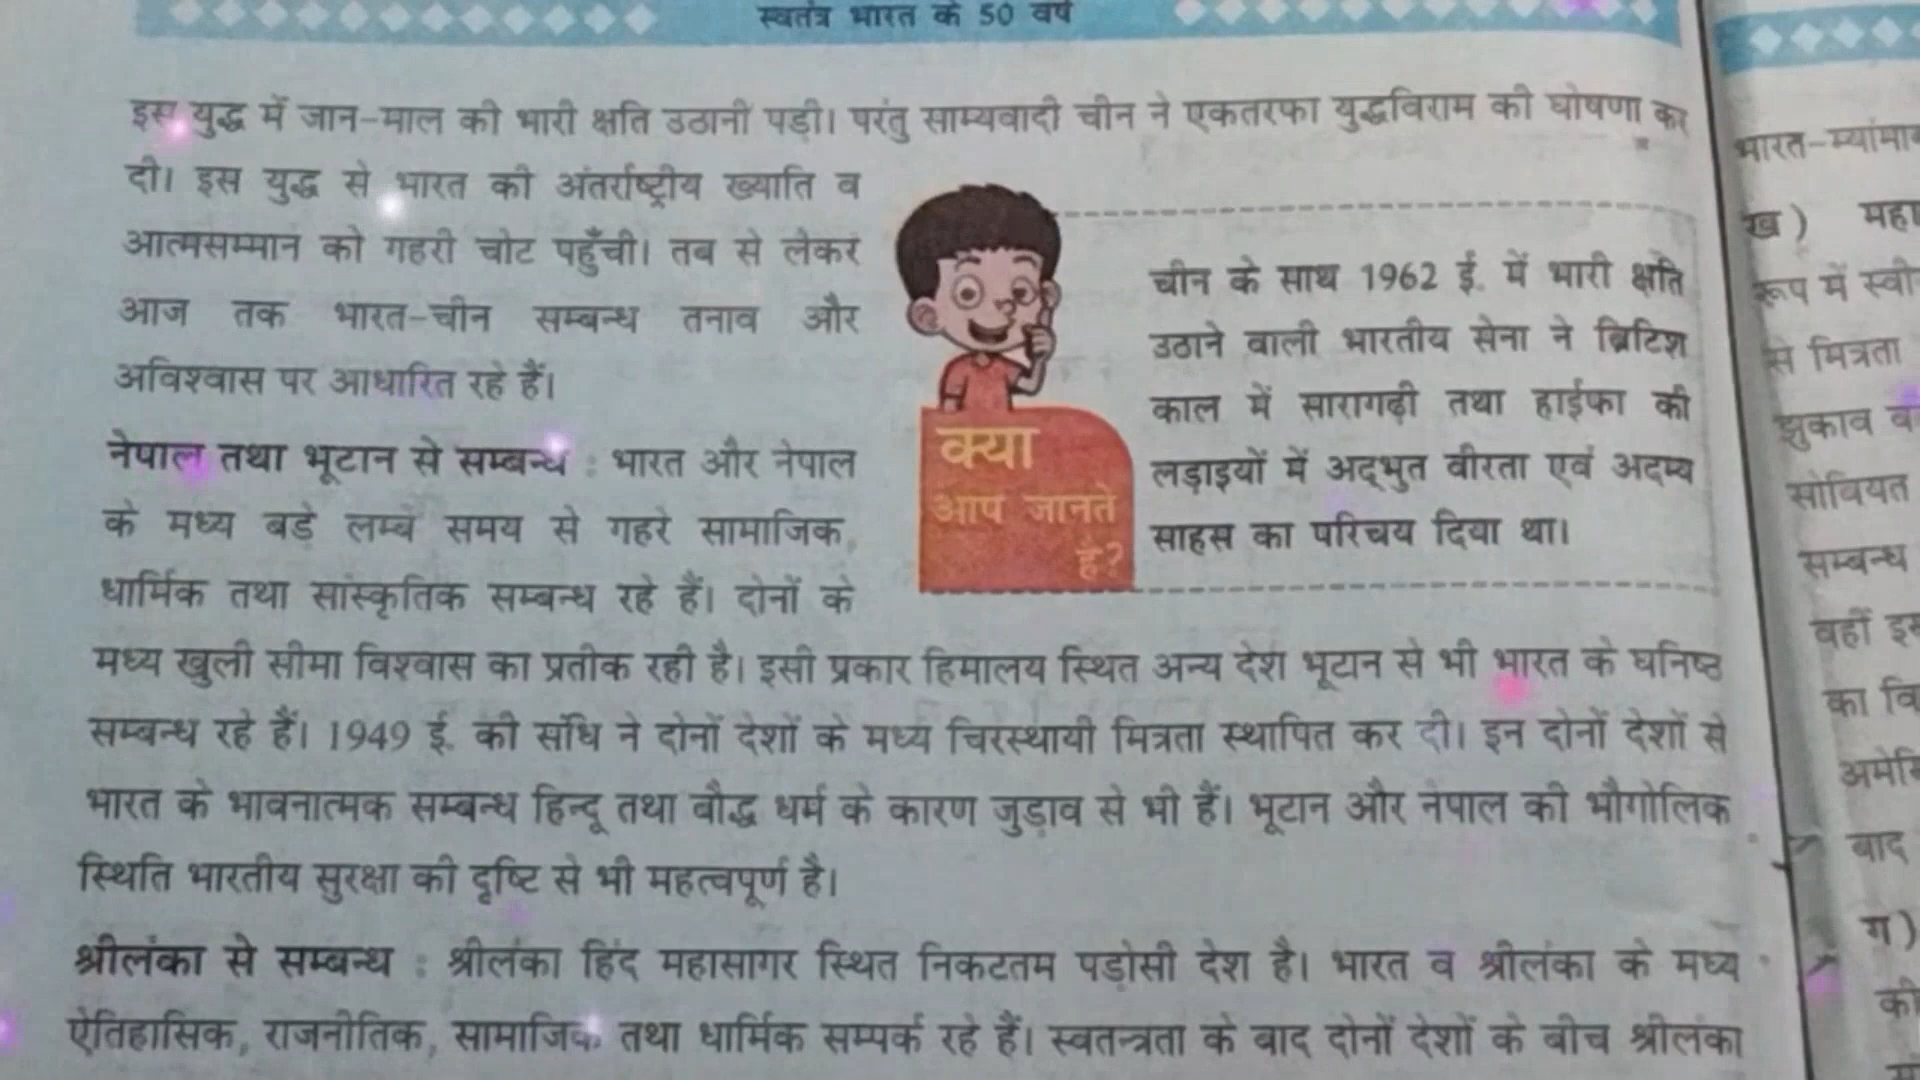 स्वतंत्र भारत के 50 वर्ष
इस युद्ध में जान-माल की भारी क्षति उठानी पड़ी। परंतु साम्यवादी चीन ने एकतरफा युद्धविराम की घोषणा कर
दी। इस युद्ध से भारत की अंतर्राष्ट्रीय ख्याति व
आत्मसम्मान को गहरी चोट पहुँची। तब से लेकर
आज तक भारत-चीन सम्बन्ध तनाव और
अविश्वास पर आधारित रहे हैं।
नेपाल तथा भूटान से सम्बन्ध : भारत और नेपाल
के मध्य बड़े लम्बे समय से गहरे सामाजिक,
धार्मिक तथा सांस्कृतिक सम्बन्ध रहे हैं। दोनों के
क्या
आप जानते
है?
चीन के साथ 1962 ई. में भारी क्षति
उठाने वाली भारतीय सेना ने ब्रिटिश
काल में सारागढ़ी तथा हाईफा की
लड़ाइयों में अद्भुत वीरता एवं अदम्य
साहस का परिचय दिया था।
मध्य खुली सीमा विश्वास का प्रतीक रही है। इसी प्रकार हिमालय स्थित अन्य देश भूटान से भी भारत के घनिष्ठ
सम्बन्ध रहे हैं। 1949 ई. की संधि ने दोनों देशों के मध्य चिरस्थायी मित्रता स्थापित कर दी। इन दोनों देशों से
भारत के भावनात्मक सम्बन्ध हिन्दू तथा बौद्ध धर्म के कारण जुड़ाव से भी हैं। भूटान और नेपाल की भौगोलिक
स्थिति भारतीय सुरक्षा की दृष्टि से भी महत्वपूर्ण है।
श्रीलंका से सम्बन्ध : श्रीलंका हिंद महासागर स्थित निकटतम पड़ोसी देश है। भारत व श्रीलंका के मध्य
ऐतिहासिक, राजनीतिक, सामाजिक तथा धार्मिक सम्पर्क रहे हैं। स्वतन्त्रता के बाद दोनों देशों के बीच श्रीलंका
ख)
रूप में
से मित्रता
झुकाव
सोवियत
सम्बन्ध
वहीं
का
बाद
ग)
की